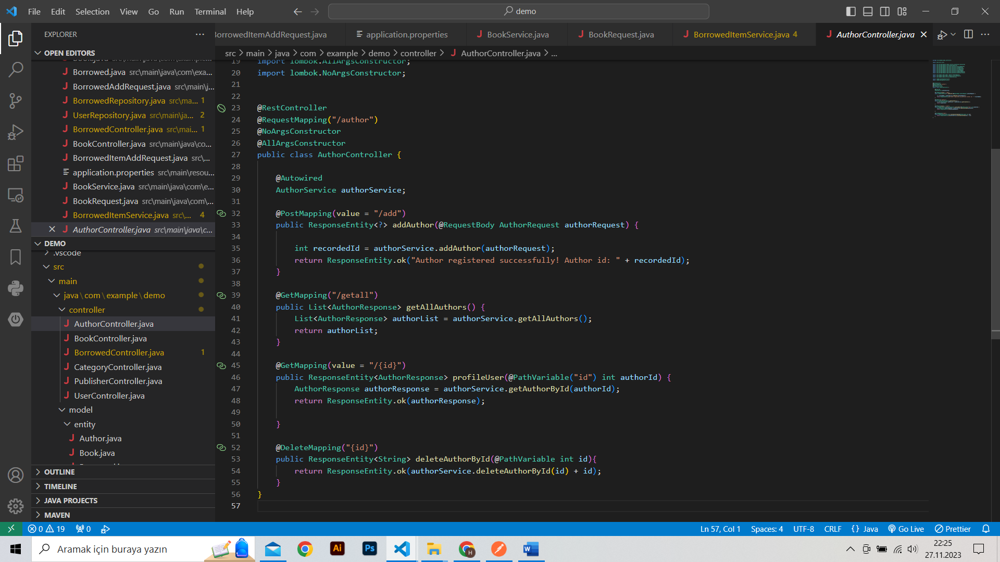 File Edit Selection View Go Run Terminal Help
demo
EXPLORER
BorrowedItemAddRequest.java
application.properties
BookService.java
BookRequest.java
BorrowedItemService.java 4
AuthorController.java
OPEN EDITORS
Borrowed.java src\main\java\com\exa...
BorrowedAddRequest.java src\main\j...
BorrowedRepository.java src\ma... 1
UserRepository.java src\main\ja... 2
BorrowedController.java src\mai... 1
BookController.java src\main\java\co...
BorrowedItemAddRequest.java src\...
application.properties src\main\resou...
BookService.java src\main\java\com\e...
BookRequest.java src\main\java\com\...
BorrowedItemService.java src\... 4
AuthorController.java src\main\java\c...
DEMO
.vscode
src
main
java\com\example\demo
controller
AuthorController.java
BookController.java
BorrowedController.java 1
CategoryController.java
PublisherController.java
UserController.java
model
entity
Author.java
Book.java
OUTLINE
TIMELINE
JAVA PROJECTS
MAVEN
src > main > java > com > example > demo > controller > AuthorController.java > ...
19 import lombok.AllArgsConstructor;
20 import lombok.NoArgsConstructor;
21
22
23 @RestController
24 @RequestMapping("/author")
25 @NoArgsConstructor
26 @AllArgsConstructor
27 public class AuthorController {
28
29 @Autowired
30 AuthorService authorService;
31
32 @PostMapping(value = "/add")
33 public ResponseEntity<?> addAuthor(@RequestBody AuthorRequest authorRequest) {
34
35 int recordedId = authorService.addAuthor(authorRequest);
36 return ResponseEntity.ok("Author registered successfully! Author id: " + recordedId);
37 }
38
39 @GetMapping("/getall")
40 public List<AuthorResponse> getAllAuthors() {
41 List<AuthorResponse> authorList = authorService.getAllAuthors();
42 return authorList;
43 }
44
45 @GetMapping(value = "/{id}")
46 public ResponseEntity<AuthorResponse> profileUser(@PathVariable("id") int authorId) {
47 AuthorResponse authorResponse = authorService.getAuthorById(authorId);
48 return ResponseEntity.ok(authorResponse);
49
50 }
51
52 @DeleteMapping("{id}")
53 public ResponseEntity<String> deleteAuthorById(@PathVariable int id){
54 return ResponseEntity.ok(authorService.deleteAuthorById(id) + id);
55 }
56 }
57
0 19 0
Ln 57, Col 1 Spaces: 4 UTF-8 CRLF {} Java Go Live Prettier
Aramak için buraya yazın
Ai
Ps
H
W
22:25
27.11.2023